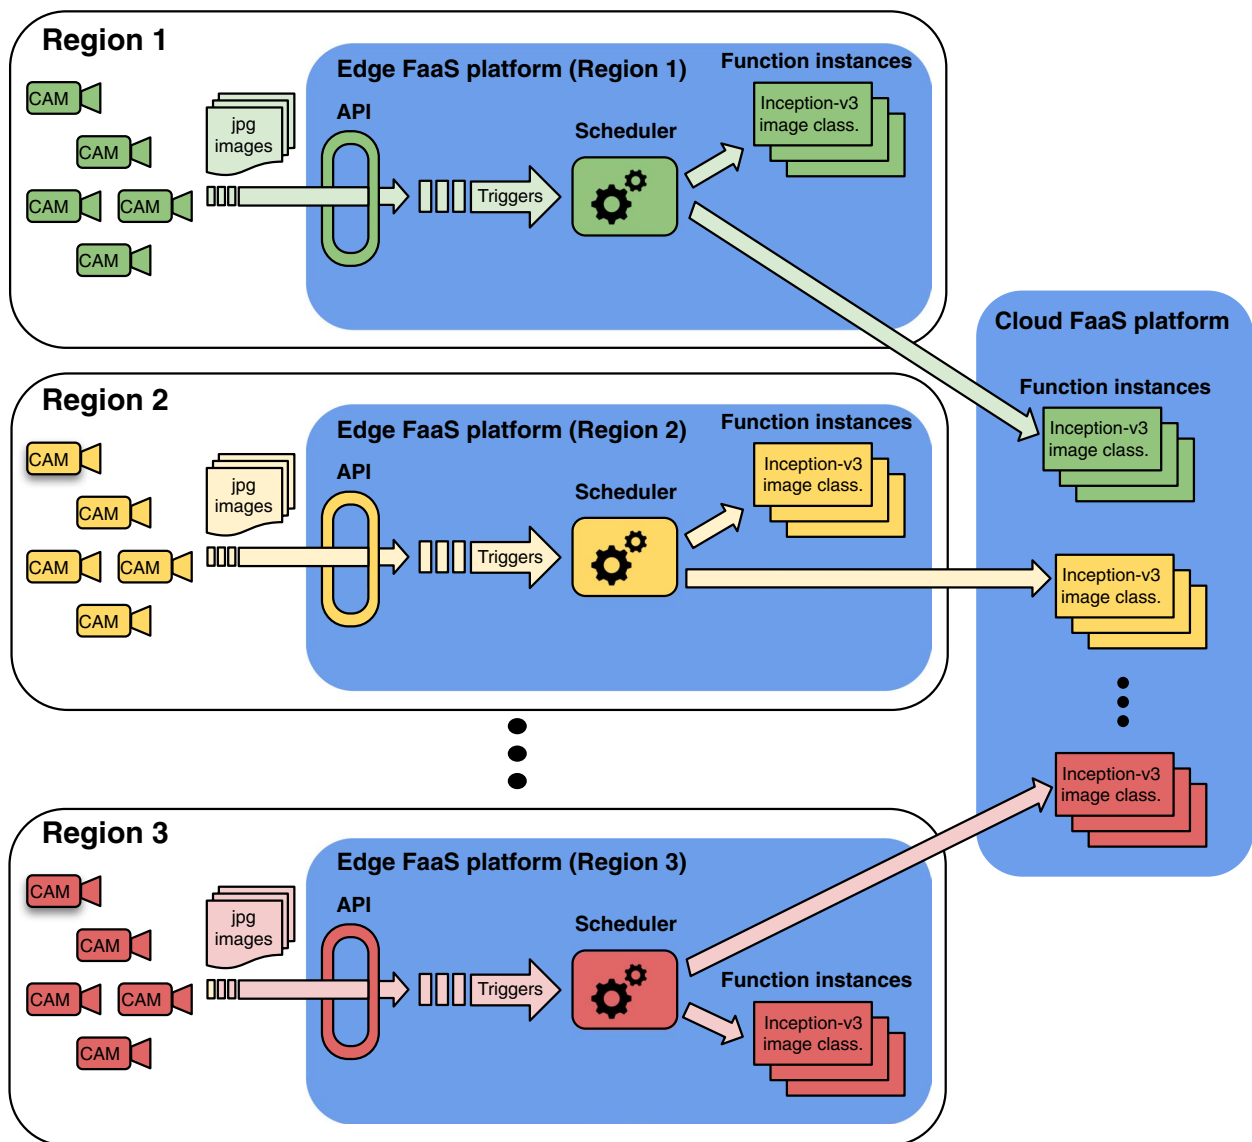 Region 1
CAM
CAM
CAM
CAM
CAM
jpg
images
Edge FaaS platform (Region 1)
API
Triggers
Scheduler
Function instances
Inception-v3
image class.
Region 2
CAM
CAM
CAM
CAM
CAM
jpg
images
Edge FaaS platform (Region 2)
API
Triggers
Scheduler
Function instances
Inception-v3
image class.
Region 3
CAM
CAM
CAM
CAM
CAM
jpg
images
Edge FaaS platform (Region 3)
API
Triggers
Scheduler
Function instances
Inception-v3
image class.
Cloud FaaS platform
Function instances
Inception-v3
image class.
Inception-v3
image class.
Inception-v3
image class.